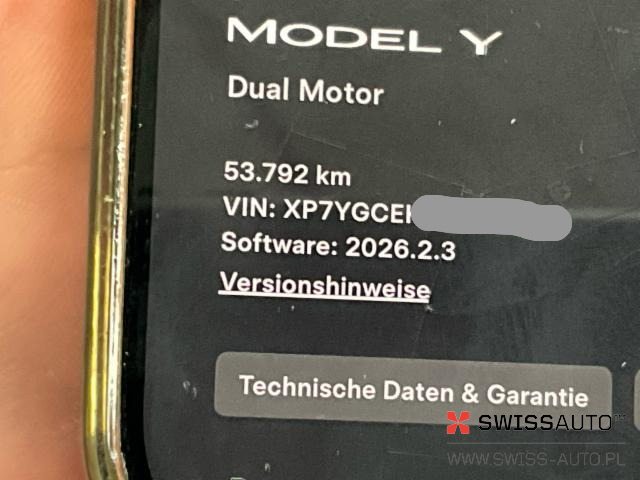 MODEL Y
Dual Motor
53.792 km
VIN: XP7YGCE
Software: 2026.2.3
Versionshinweise
Technische Daten & Garantie
SWISSAUTO
WWW.SWISS-AUTO.PL